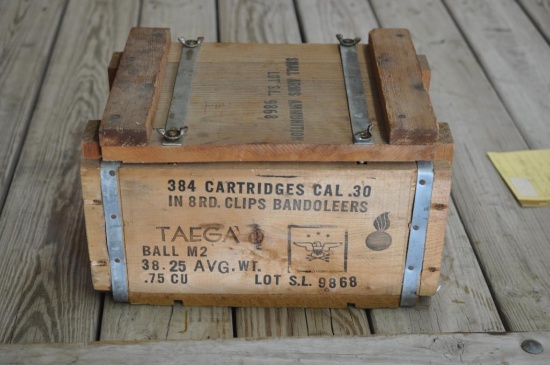 SMALL ARMS AMMUNITION
LOT S.L. 9868
384 CARTRIDGES CAL .30
IN 8RD. CLIPS BANDOLEERS
TAEGA
BALL M2
38.25 AVG. WT.
.75 CU
LOT S.L. 9868